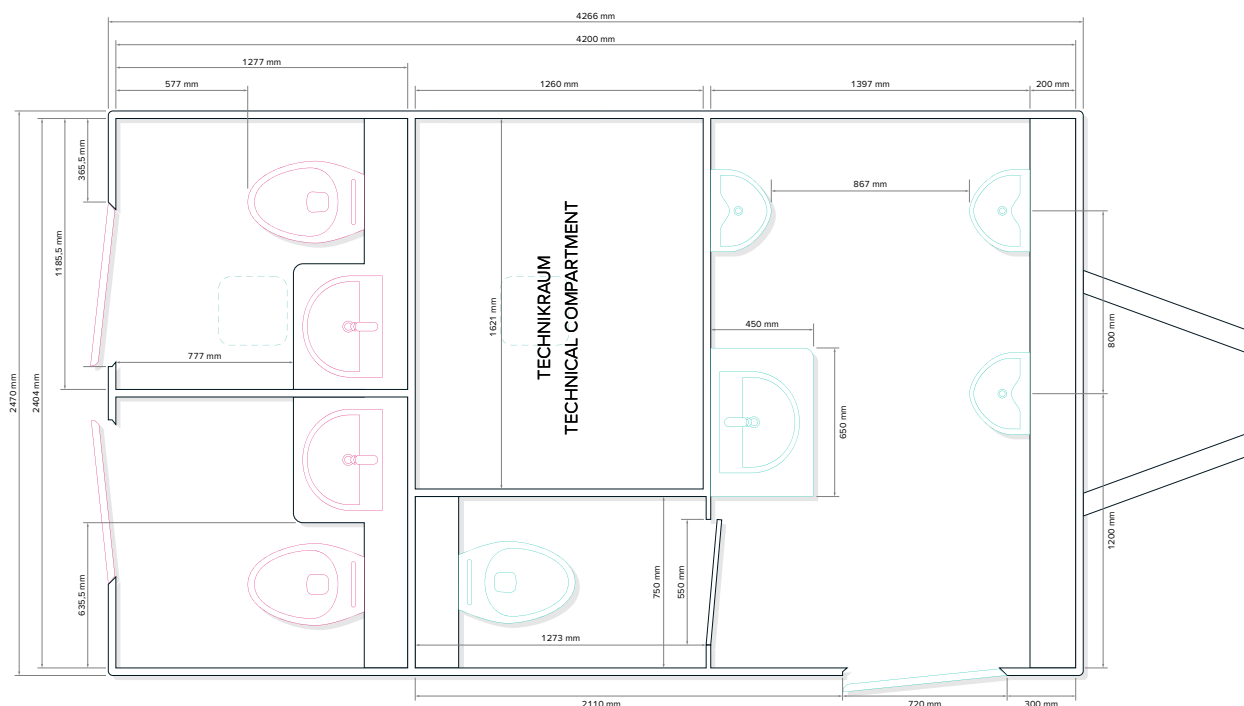 4266 mm
4200 mm
1277 mm
577 mm
1260 mm
1397 mm
200 mm
365,5 mm
867 mm
1185,5 mm
TECHNIKRAUM
TECHNICAL COMPARTMENT
1621 mm
450 mm
800 mm
777 mm
2470 mm
2404 mm
650 mm
1200 mm
635,5 mm
750 mm
550 mm
1273 mm
2110 mm
720 mm
300 mm